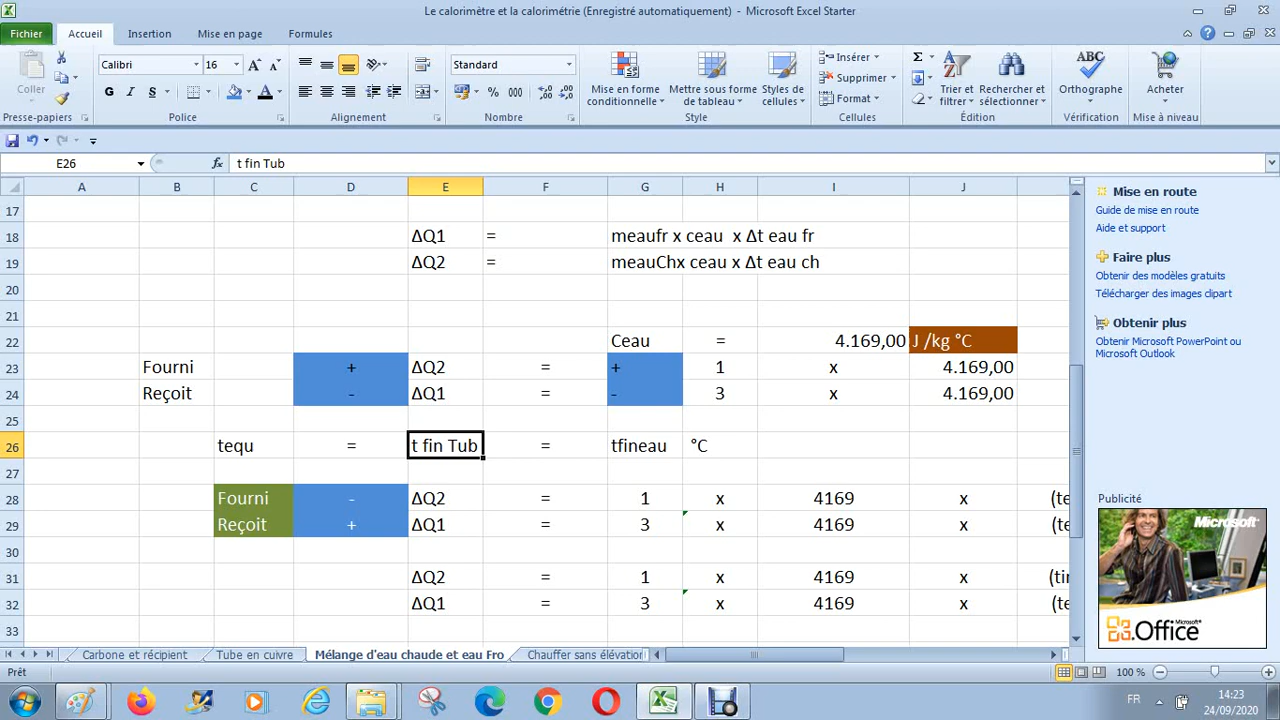 Le calorimètre et la calorimétrie (Enregistré automatiquement) - Microsoft Excel Starter
Fichier Accueil Insertion Mise en page Formules
Calibri 16 Standard
Coller
G I S
Mise en forme conditionnelle
Mettre sous forme de tableau
Styles de cellules
Insérer
Supprimer
Format
Trier et filtrer
Rechercher et sélectionner
ABC
Orthographe
Acheter
Presse-papiers Police Alignement Nombre Style Cellules Édition Vérification Mise à niveau
E26 fx t fin Tub
A B C D E F G H I J
17
18 ΔQ1 = meaufr x ceau x Δt eau fr
19 ΔQ2 = meauChx ceau x Δt eau ch
20
21
22 Ceau = 4.169,00 J /kg °C
23 Fourni + ΔQ2 = + 1 x 4.169,00
24 Reçoit - ΔQ1 = - 3 x 4.169,00
25
26 tequ = t fin Tub = tfineau °C
27
28 Fourni - ΔQ2 = 1 x 4169 x (te
29 Reçoit + ΔQ1 = 3 x 4169 x (te
30
31 ΔQ2 = 1 x 4169 x (tir
32 ΔQ1 = 3 x 4169 x (te
33
Mise en route
Guide de mise en route
Aide et support
Faire plus
Obtenir des modèles gratuits
Télécharger des images clipart
Obtenir plus
Obtenir Microsoft PowerPoint ou
Microsoft Outlook
Publicité
Microsoft
Office Microsoft
Carbone et récipient Tube en cuivre Mélange d'eau chaude et eau Fro Chauffer sans élévation
Prêt 100 %
FR 14:23
24/09/2020